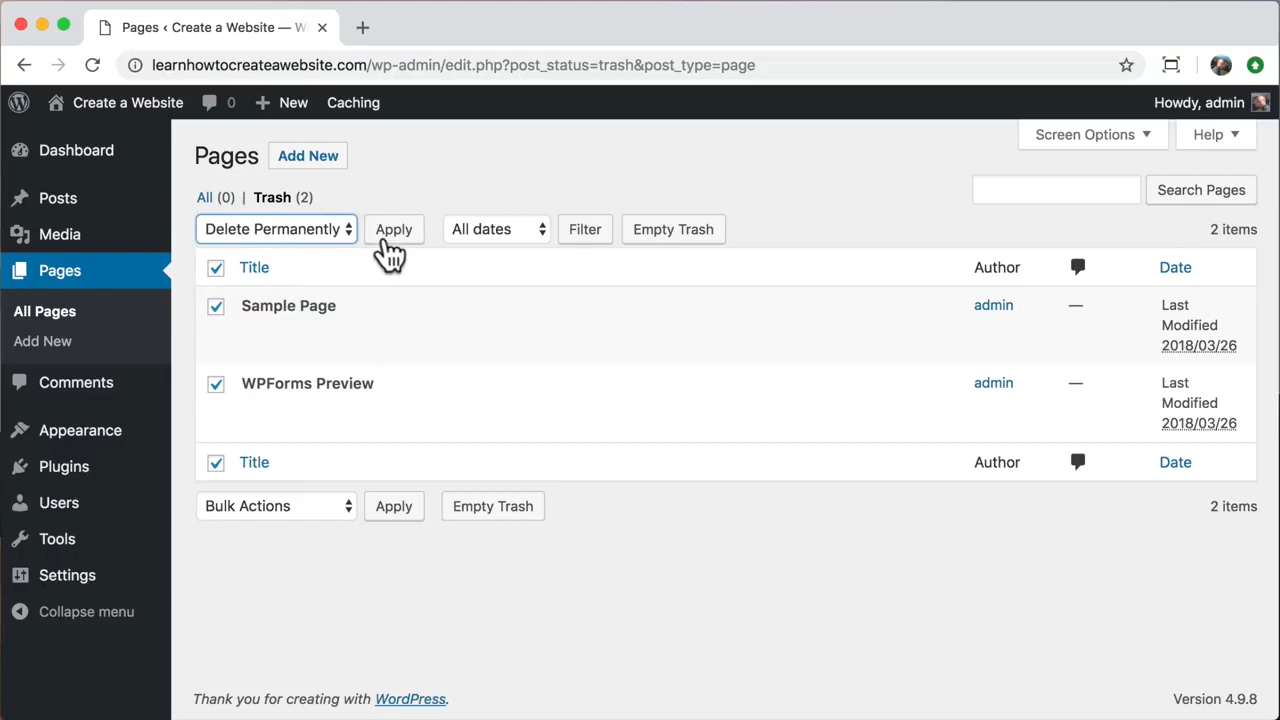 Pages ‹ Create a Website — W
learnhowtocreateawebsite.com/wp-admin/edit.php?post_status=trash&post_type=page
Create a Website 0 New Caching Howdy, admin
Screen Options Help
Dashboard
Posts
Media
Pages
All Pages
Add New
Comments
Appearance
Plugins
Users
Tools
Settings
Collapse menu
Pages Add New
All (0) | Trash (2)
Search Pages
Delete Permanently Apply All dates Filter Empty Trash 2 items
Title Author Date
Sample Page admin — Last
Modified
2018/03/26
WPForms Preview admin — Last
Modified
2018/03/26
Title Author Date
Bulk Actions Apply Empty Trash 2 items
Thank you for creating with WordPress. Version 4.9.8